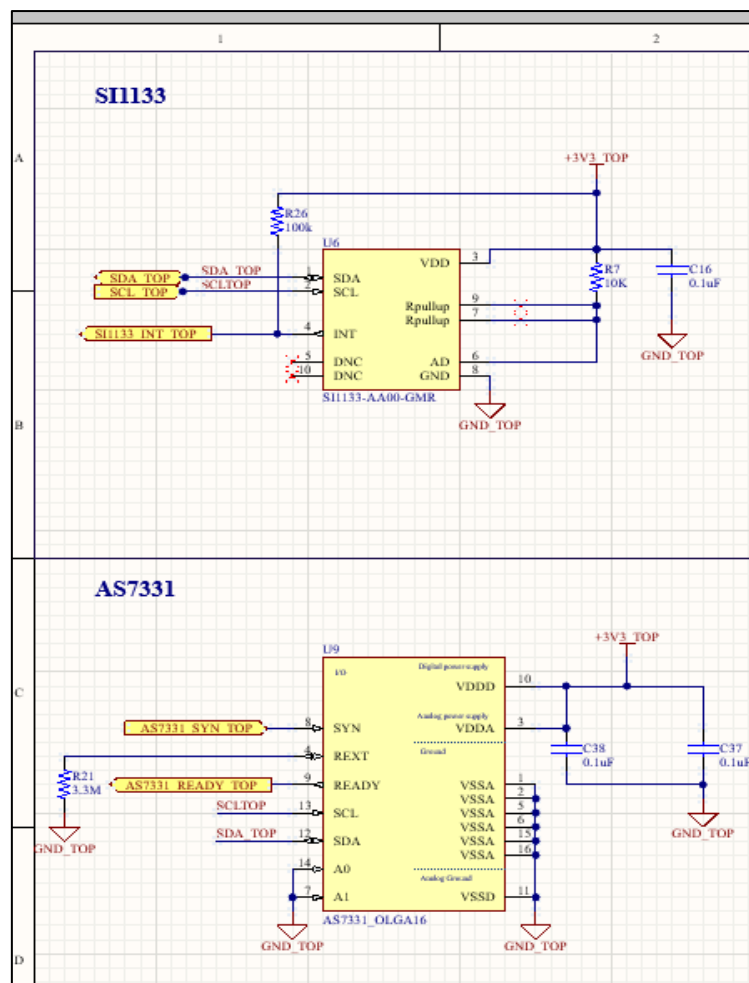 1 2
SI1133
A
+3V3_TOP
R26
100k
U6
VDD 3
R7
10K
C16
0.1uF
SDA_TOP SDA_TOP 1 SDA
SCL_TOP SCLTOP 2 SCL
Rpullup 9
Rpullup 7
GND_TOP
SI1133_INT_TOP 4 INT
5 DNC AD 6
10 DNC GND 8
SI1133-AA00-GMR
GND_TOP
B
AS7331
+3V3_TOP
U9
I/O Digital power supply
VDDD 10
C
Analog power supply
AS7331_SYN_TOP 8 SYN VDDA 3
Ground
4 REXT
C38
0.1uF
C37
0.1uF
R21
3.3M
AS7331_READY_TOP 9 READY VSSA 1
VSSA 2
SCLTOP 13 SCL VSSA 5
VSSA 6
SDA_TOP 12 SDA VSSA 15
VSSA 16
GND_TOP
GND_TOP
14 A0
Analog Ground
7 A1 VSSD 11
AS7331_OLGA16
GND_TOP
GND_TOP
D